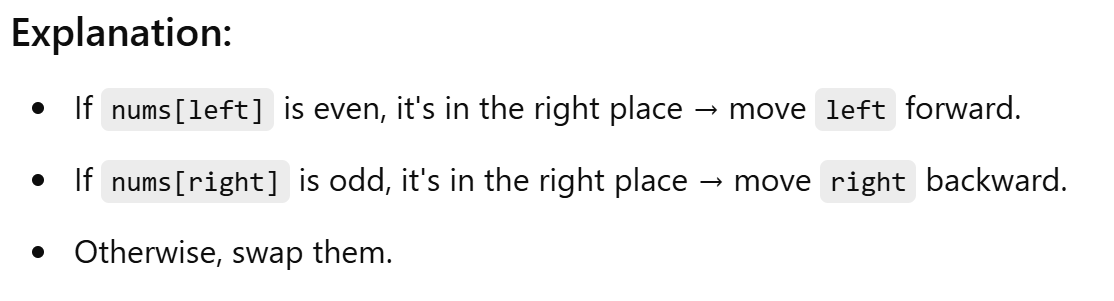 Explanation:
• If nums[left] is even, it's in the right place → move left forward.
• If nums[right] is odd, it's in the right place → move right backward.
• Otherwise, swap them.